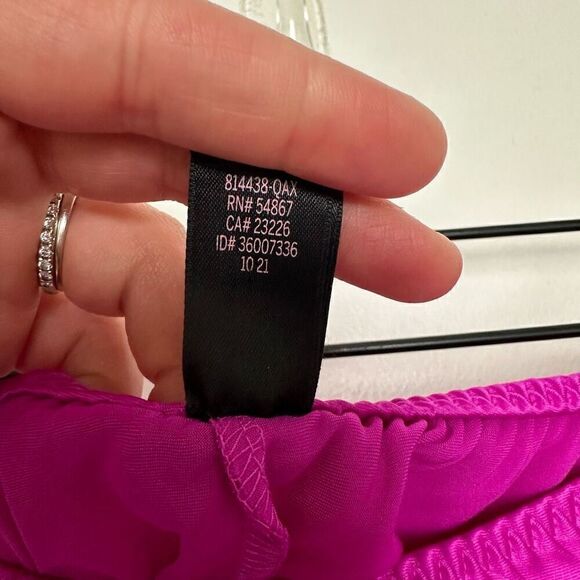 814438-QAX
RN# 54867
CA# 23226
ID# 36007336
10 21